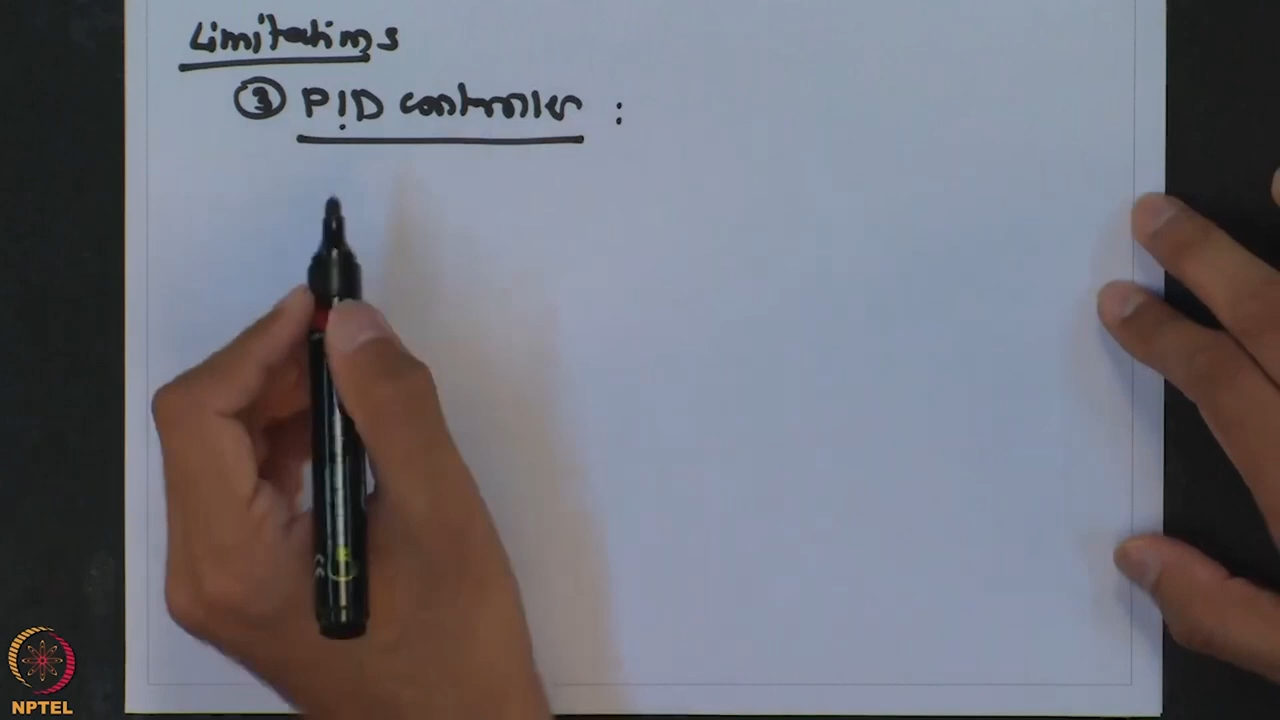 Limitations
③ PID controller :
NPTEL